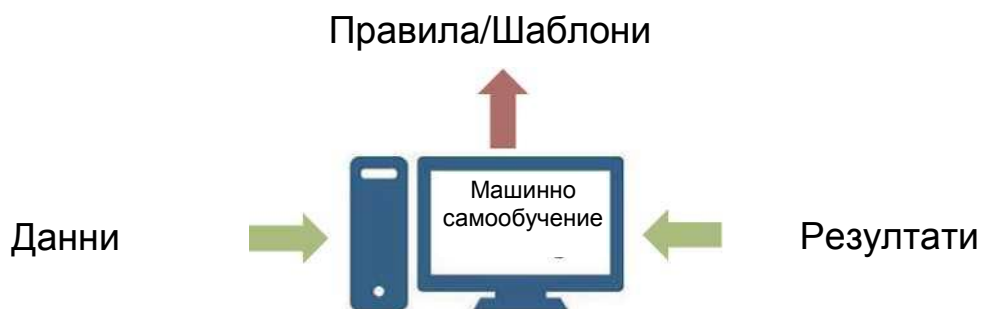 Правила/Шаблони
Машинно
самообучение
Данни
Резултати